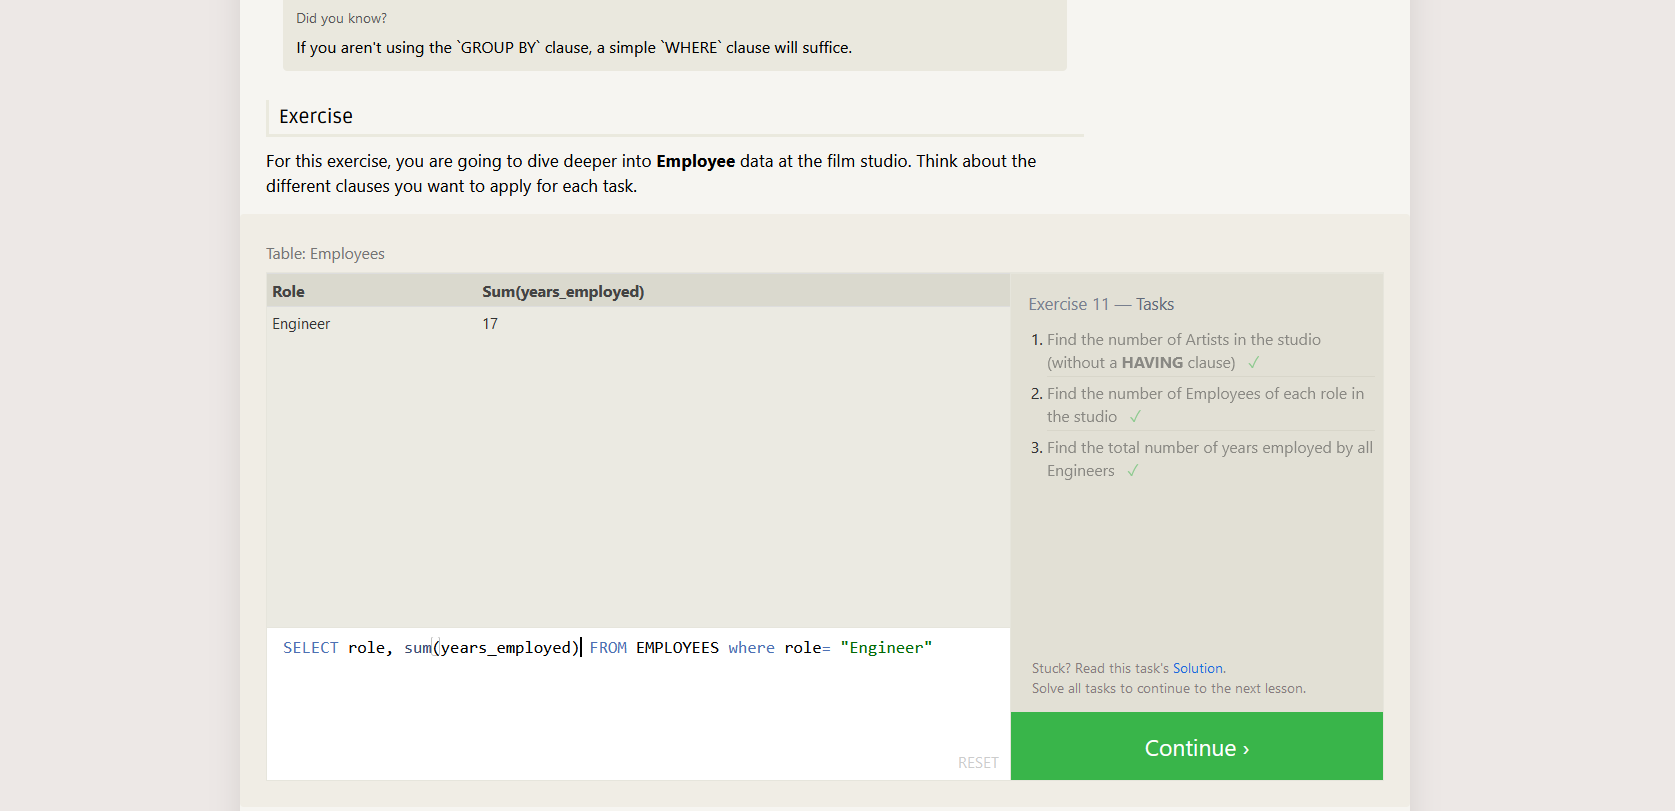 Did you know?
If you aren't using the `GROUP BY` clause, a simple `WHERE` clause will suffice.
Exercise
For this exercise, you are going to dive deeper into Employee data at the film studio. Think about the
different clauses you want to apply for each task.
Table: Employees
Role Sum(years_employed)
Engineer 17
SELECT role, sum(years_employed) FROM EMPLOYEES where role= "Engineer"
RESET
Exercise 11 — Tasks
1. Find the number of Artists in the studio
(without a HAVING clause) ✓
2. Find the number of Employees of each role in
the studio ✓
3. Find the total number of years employed by all
Engineers ✓
Stuck? Read this task's Solution.
Solve all tasks to continue to the next lesson.
Continue ›